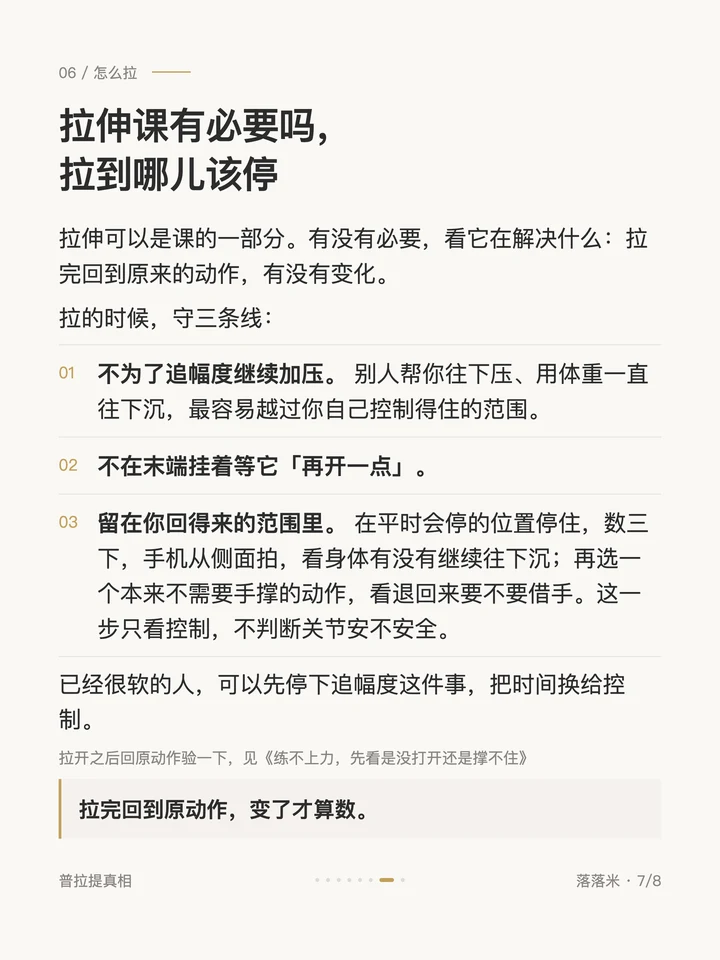 06 / 怎么拉
拉伸课有必要吗，
拉到哪儿该停
拉伸可以是课的一部分。有没有必要，看它在解决什么：拉
完回到原来的动作，有没有变化。
拉的时候，守三条线：
01 不为了追幅度继续加压。 别人帮你往下压、用体重一直
往下沉，最容易越过你自己控制得住的范围。
02 不在末端挂着等它「再开一点」。
03 留在你回得来的范围里。 在平时会停的位置停住，数三
下，手机从侧面拍，看身体有没有继续往下沉；再选一
个本来不需要手撑的动作，看退回来要不要借手。这一
步只看控制，不判断关节安不安全。
已经很软的人，可以先停下追幅度这件事，把时间换给控
制。
拉开之后回原动作验一下，见《练不上力，先看是没打开还是撑不住》
拉完回到原动作，变了才算数。
普拉提真相
落落米 · 7/8